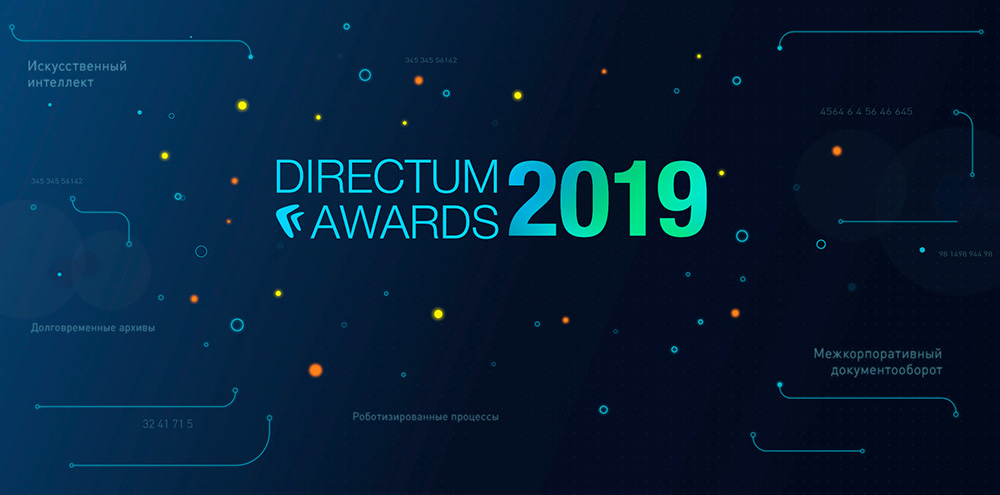 345 345 56142
Искусственный
интеллект
4564 6 4 56 46 645
DIRECTUM
AWARDS
2019
345 345 56142
98 1498 944 98
Долговременные архивы
Межкорпоративный
документооборот
Роботизированные процессы
32 41 71 5